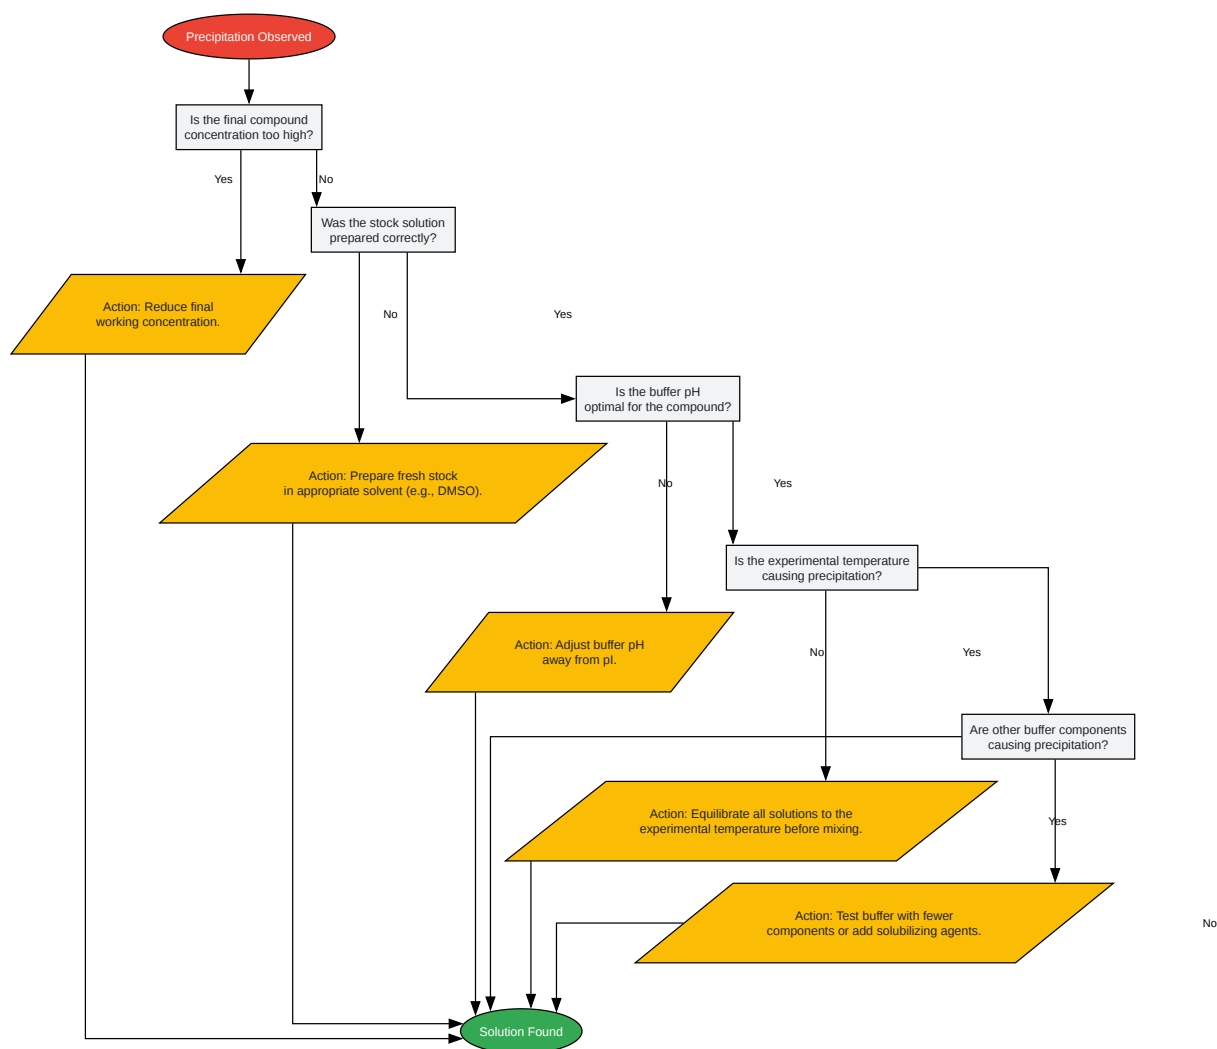 Precipitation Observed
Is the final compound
concentration too high?
Yes
No
Was the stock solution
prepared correctly?
Action: Reduce final
working concentration.
No
Yes
Is the buffer pH
optimal for the compound?
Action: Prepare fresh stock
in appropriate solvent (e.g., DMSO).
No
Yes
Is the experimental temperature
causing precipitation?
Action: Adjust buffer pH
away from pI.
No
Yes
Are other buffer components
causing precipitation?
Action: Equilibrate all solutions to the
experimental temperature before mixing.
Yes
Action: Test buffer with fewer
components or add solubilizing agents.
No
Solution Found